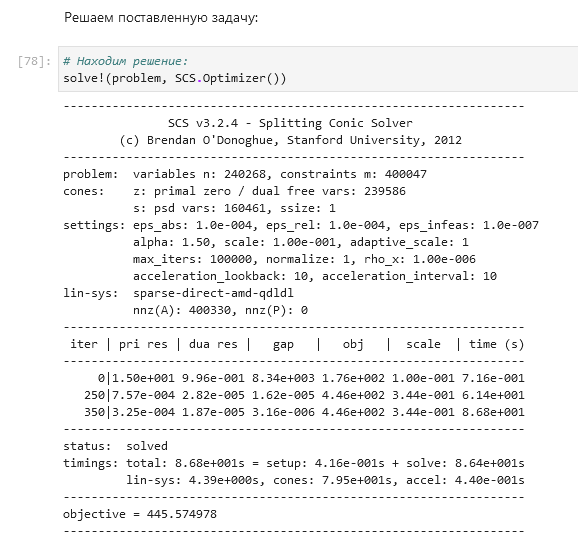 Решаем поставленную задачу:
[78]: # Находим решение:
solve!(problem, SCS.Optimizer())
------------------------------------------------------------------
SCS v3.2.4 - Splitting Conic Solver
(c) Brendan O'Donoghue, Stanford University, 2012
------------------------------------------------------------------
problem:  variables n: 240268, constraints m: 400047
cones:    z: primal zero / dual free vars: 239586
          s: psd vars: 160461, ssize: 1
settings: eps_abs: 1.0e-004, eps_rel: 1.0e-004, eps_infeas: 1.0e-007
          alpha: 1.50, scale: 1.00e-001, adaptive_scale: 1
          max_iters: 100000, normalize: 1, rho_x: 1.00e-006
          acceleration_lookback: 10, acceleration_interval: 10
lin-sys:  sparse-direct-amd-qdldl
          nnz(A): 400330, nnz(P): 0
------------------------------------------------------------------
 iter | pri res | dua res |   gap   |   obj   |  scale  | time (s)
------------------------------------------------------------------
     0|1.50e+001 9.96e-001 8.34e+003 1.76e+002 1.00e-001 7.16e-001
   250|7.57e-004 2.82e-005 1.62e-005 4.46e+002 3.44e-001 6.14e+001
   350|3.25e-004 1.87e-005 3.16e-006 4.46e+002 3.44e-001 8.68e+001
------------------------------------------------------------------
status:  solved
timings: total: 8.68e+001s = setup: 4.16e-001s + solve: 8.64e+001s
         lin-sys: 4.39e+000s, cones: 7.95e+001s, accel: 4.40e-001s
------------------------------------------------------------------
objective = 445.574978
------------------------------------------------------------------